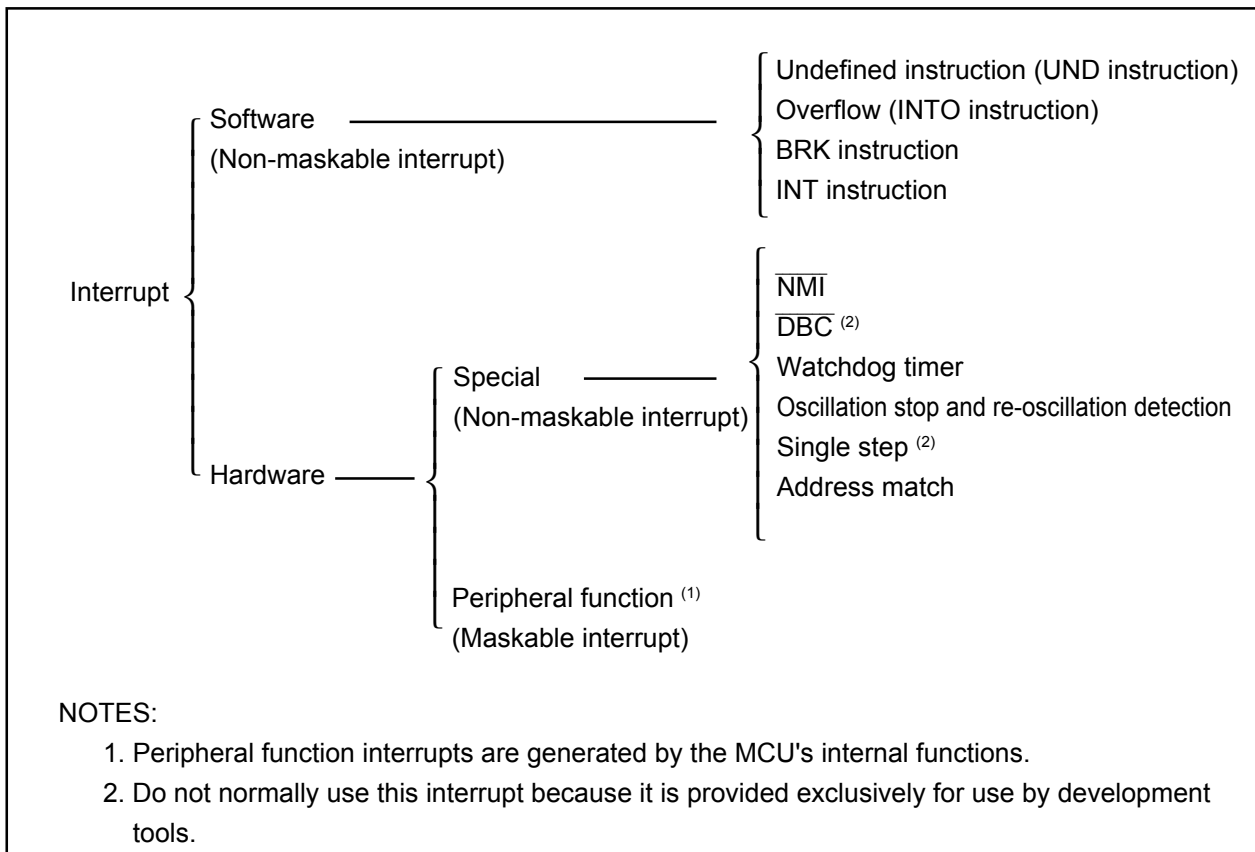 Interrupt
Software
(Non-maskable interrupt)
Undefined instruction (UND instruction)
Overflow (INTO instruction)
BRK instruction
INT instruction
Hardware
Special
(Non-maskable interrupt)
N̅M̅I̅
D̅B̅C̅ (2)
Watchdog timer
Oscillation stop and re-oscillation detection
Single step (2)
Address match
Peripheral function (1)
(Maskable interrupt)
NOTES:
1. Peripheral function interrupts are generated by the MCU's internal functions.
2. Do not normally use this interrupt because it is provided exclusively for use by development
tools.